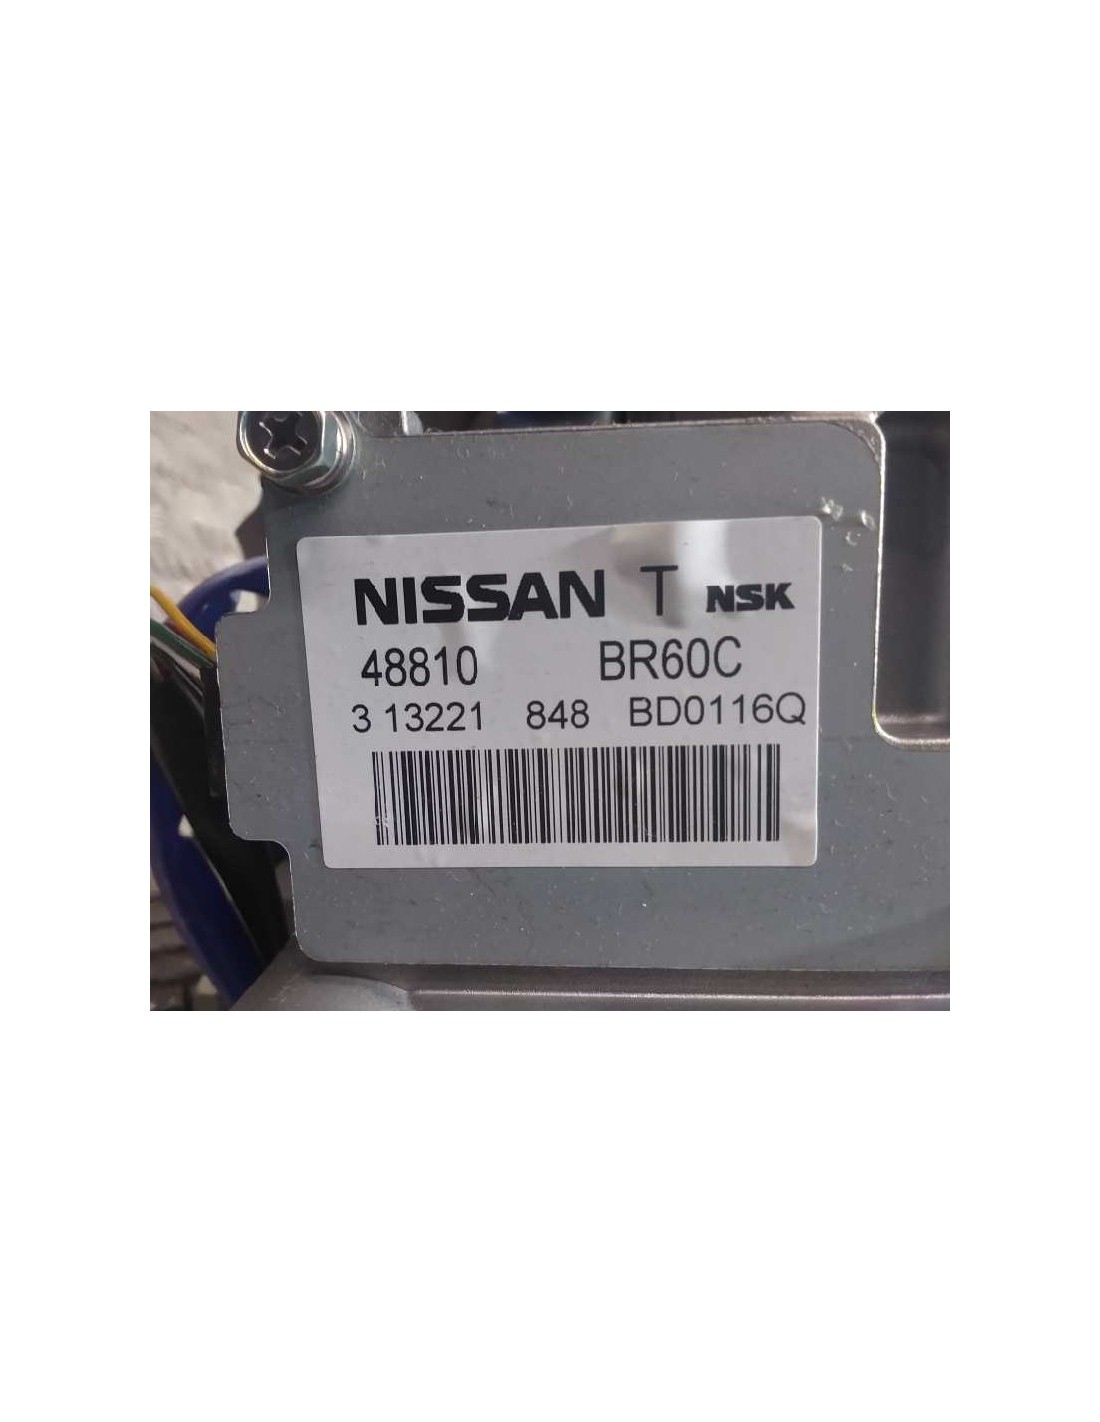 NISSAN T NSK
48810 BR60C
3 13221 848 BD0116Q